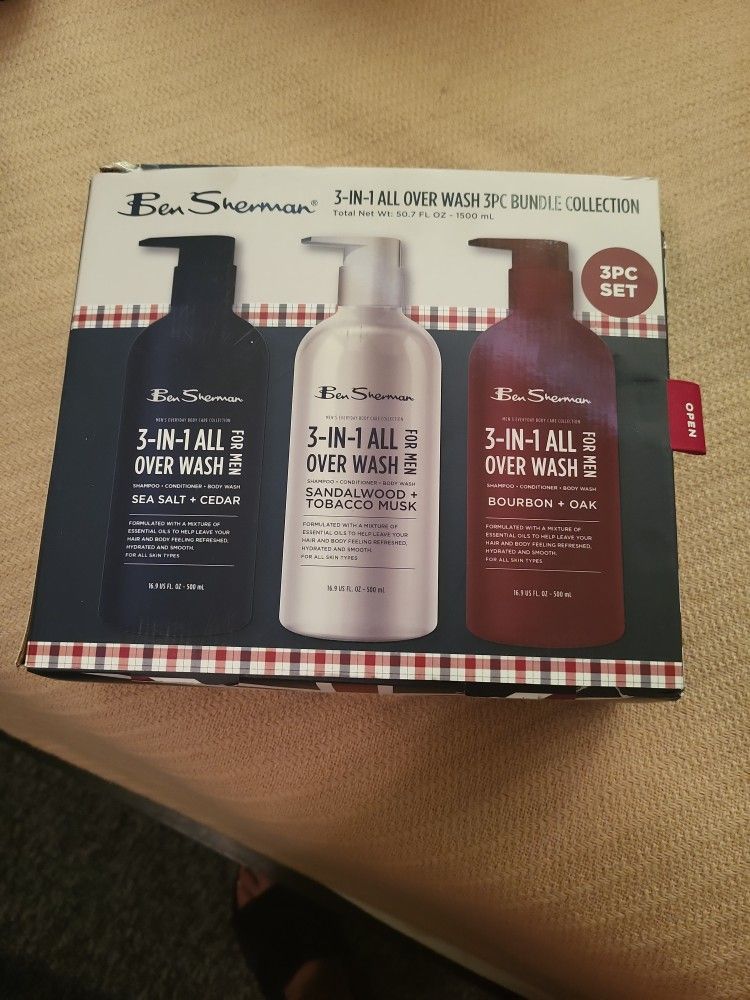 Ben Sherman®
3-IN-1 ALL OVER WASH 3PC BUNDLE COLLECTION
Total Net Wt: 50.7 FL OZ - 1500 mL
3PC
SET
OPEN
Ben Sherman
MEN'S EVERYDAY BODY CARE COLLECTION
3-IN-1 ALL
OVER WASH
FOR MEN
SHAMPOO • CONDITIONER • BODY WASH
SEA SALT + CEDAR
FORMULATED WITH A MIXTURE OF
ESSENTIAL OILS TO HELP LEAVE YOUR
HAIR AND BODY FEELING REFRESHED,
HYDRATED AND SMOOTH.
FOR ALL SKIN TYPES
16.9 US FL. OZ - 500 mL
Ben Sherman
MEN'S EVERYDAY BODY CARE COLLECTION
3-IN-1 ALL
OVER WASH
FOR MEN
SHAMPOO • CONDITIONER • BODY WASH
SANDALWOOD +
TOBACCO MUSK
FORMULATED WITH A MIXTURE OF
ESSENTIAL OILS TO HELP LEAVE YOUR
HAIR AND BODY FEELING REFRESHED,
HYDRATED AND SMOOTH.
FOR ALL SKIN TYPES
16.9 US FL. OZ - 500 mL
Ben Sherman
MEN'S EVERYDAY BODY CARE COLLECTION
3-IN-1 ALL
OVER WASH
FOR MEN
SHAMPOO • CONDITIONER • BODY WASH
BOURBON + OAK
FORMULATED WITH A MIXTURE OF
ESSENTIAL OILS TO HELP LEAVE YOUR
HAIR AND BODY FEELING REFRESHED,
HYDRATED AND SMOOTH.
FOR ALL SKIN TYPES
16.9 US FL. OZ - 500 mL